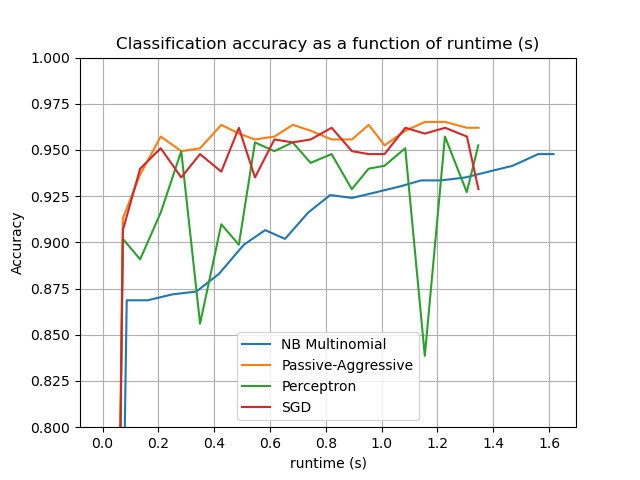 Classification accuracy as a function of runtime (s)
1.000
0.975
0.950
0.925
0.900
0.875
0.850
0.825
0.800
Accuracy
NB Multinomial
Passive-Aggressive
Perceptron
SGD
0.0 0.2 0.4 0.6 0.8 1.0 1.2 1.4 1.6
runtime (s)